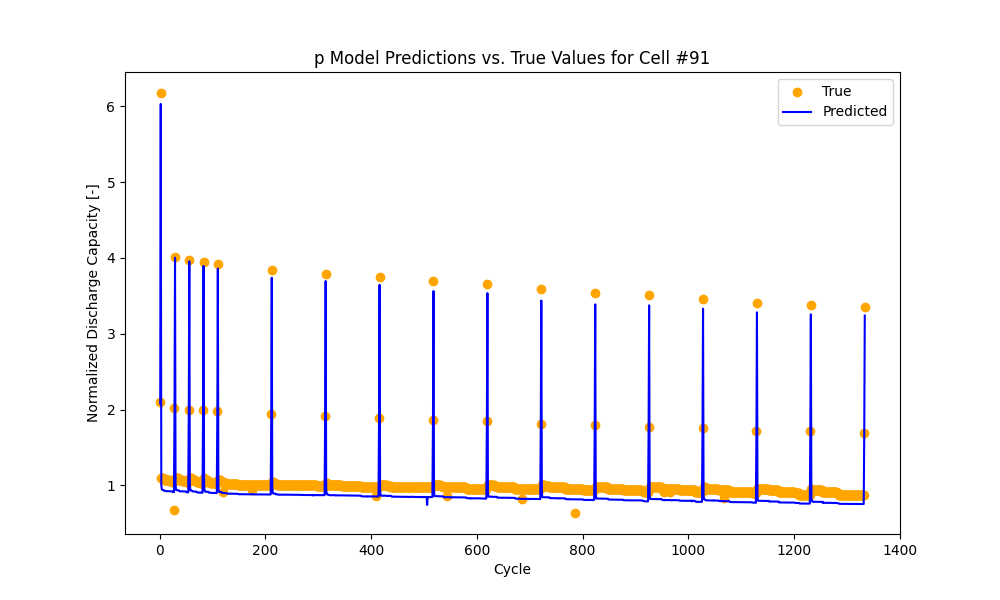 p Model Predictions vs. True Values for Cell #91
True
Predicted
Normalized Discharge Capacity [-]
6
5
4
3
2
1
0
200
400
600
800
1000
1200
1400
Cycle